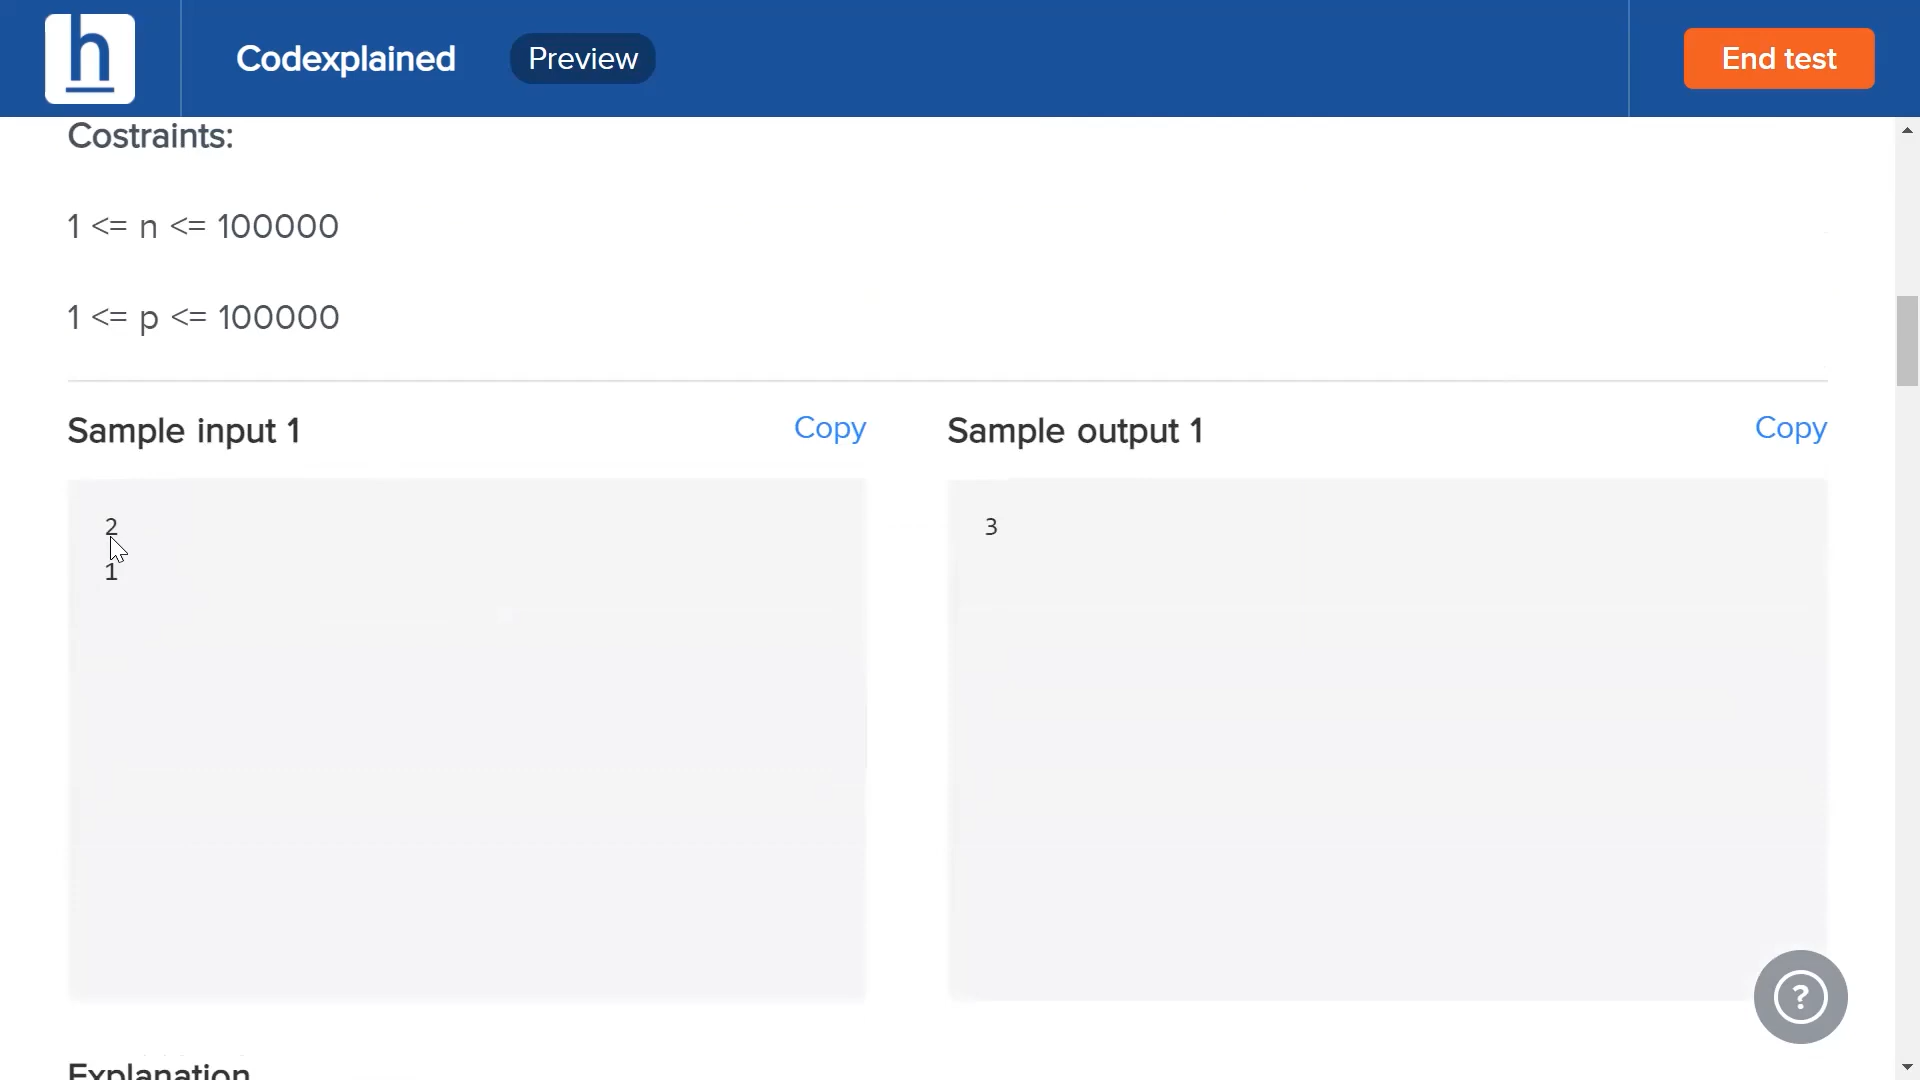 h
Codexplained
Preview
End test
Costraints:
1 <= n <= 100000
1 <= p <= 100000
Sample input 1
Copy
Sample output 1
Copy
2
1
3
?
Explanation